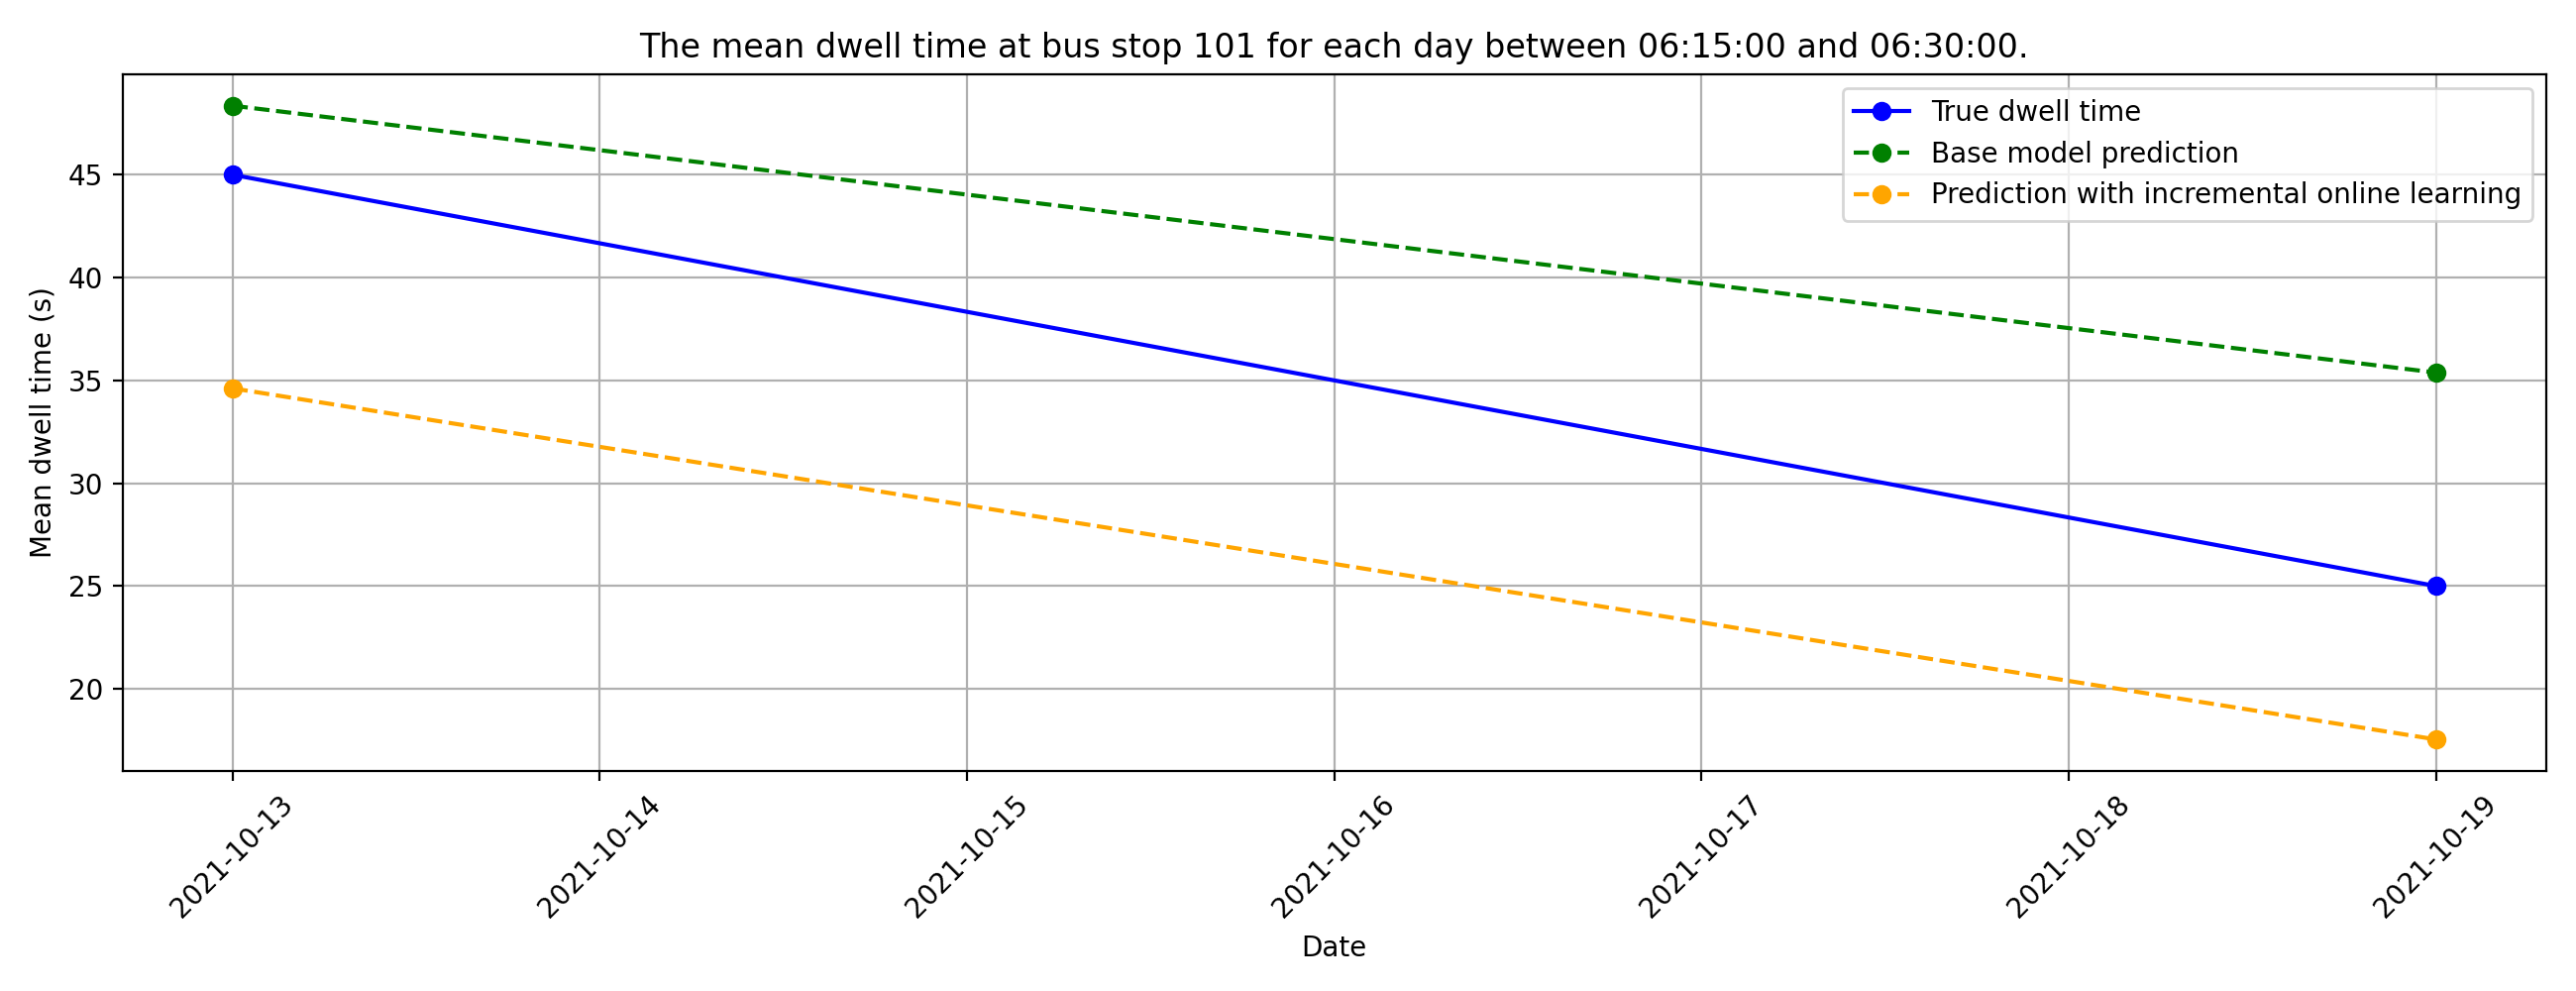 The mean dwell time at bus stop 101 for each day between 06:15:00 and 06:30:00.
True dwell time
Base model prediction
Prediction with incremental online learning
Mean dwell time (s)
45
40
35
30
25
20
2021-10-13
2021-10-14
2021-10-15
2021-10-16
2021-10-17
2021-10-18
2021-10-19
Date